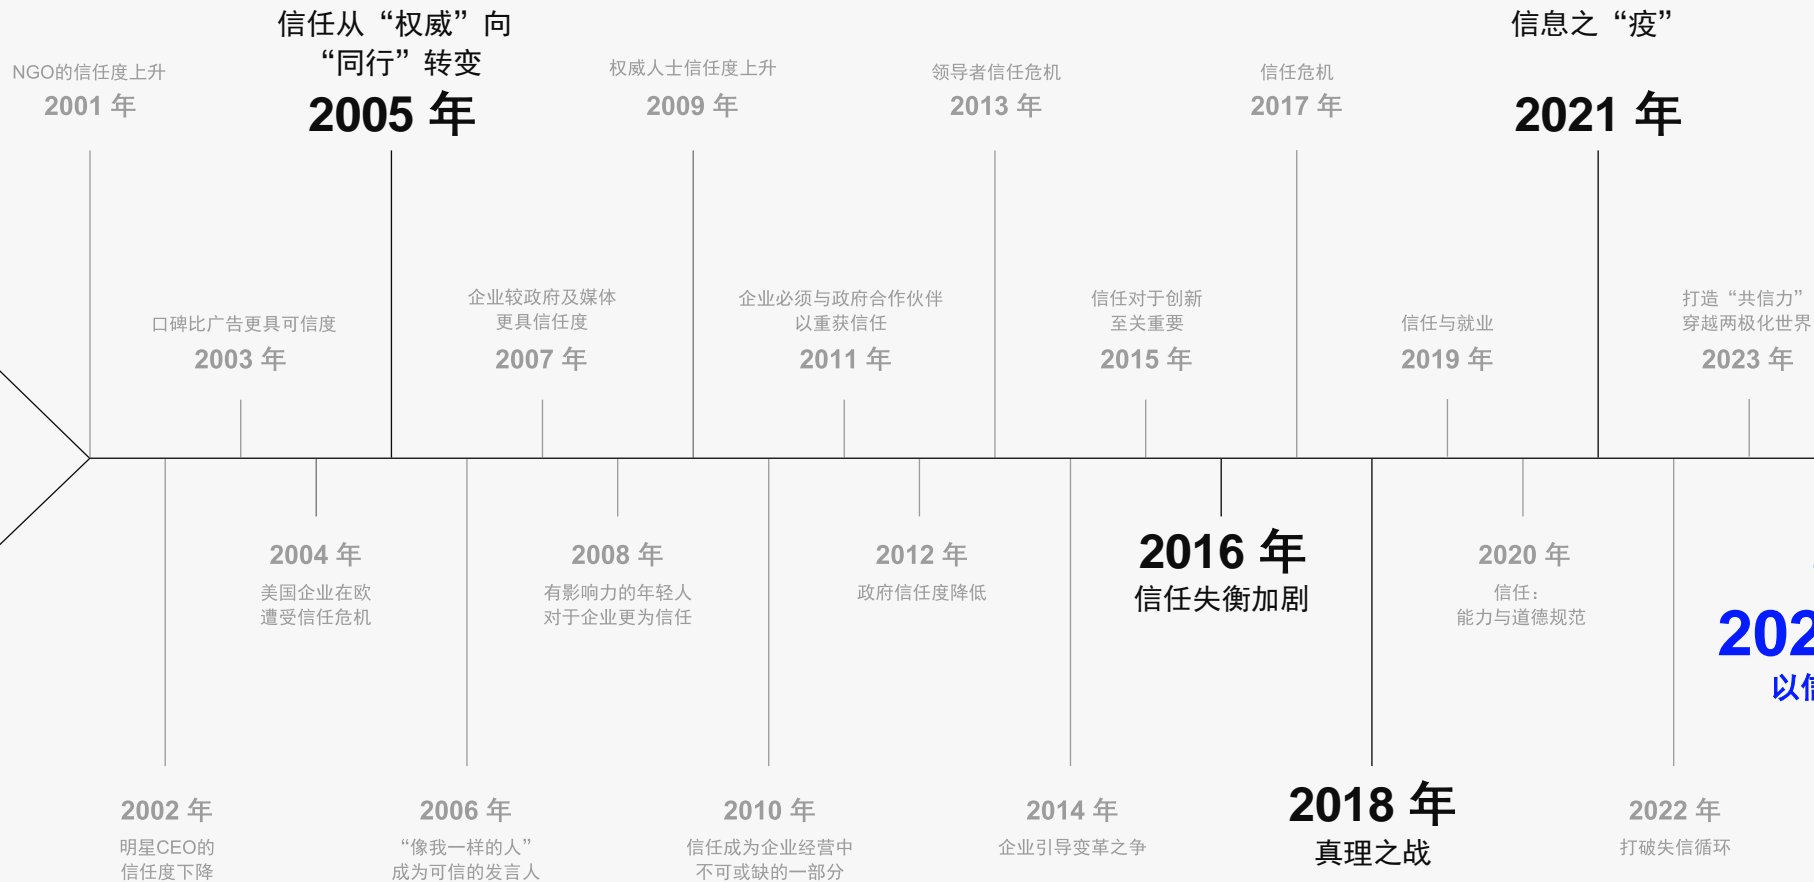 信任从“权威”向
“同行”转变
2005 年
信息之“疫”
2021 年
NGO的信任度上升
2001 年
权威人士信任度上升
2009 年
领导者信任危机
2013 年
信任危机
2017 年
口碑比广告更具可信度
2003 年
企业较政府及媒体
更具信任度
2007 年
企业必须与政府合作伙伴
以重获信任
2011 年
信任对于创新
至关重要
2015 年
信任与就业
2019 年
打造“共信力”
穿越两极化世界
2023 年
2004 年
美国企业在欧
遭受信任危机
2008 年
有影响力的年轻人
对于企业更为信任
2012 年
政府信任度降低
2016 年
信任失衡加剧
2020 年
信任：
能力与道德规范
202
以信
2002 年
明星CEO的
信任度下降
2006 年
“像我一样的人”
成为可信的发言人
2010 年
信任成为企业经营中
不可或缺的一部分
2014 年
企业引导变革之争
2018 年
真理之战
2022 年
打破失信循环